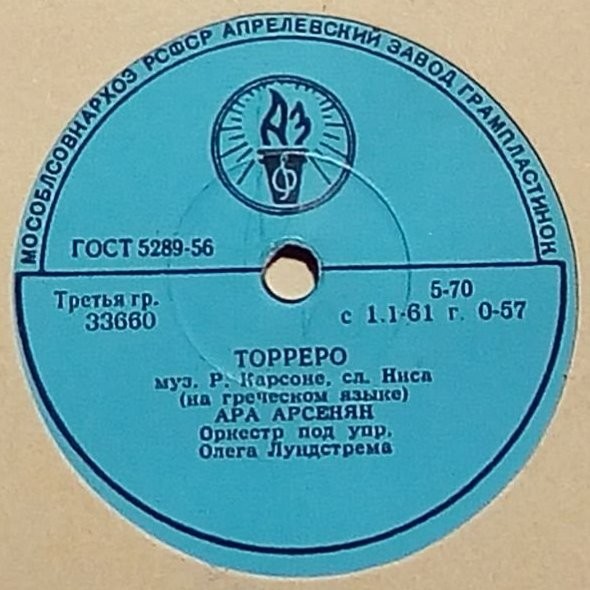 МОСОБЛСОВНАРХОЗ РСФСР АПРЕЛЕВСКИЙ ЗАВОД ГРАМПЛАСТИНОК
АЗ
ГОСТ 5289-56
Третья гр.
33660
5-70
с 1.1-61 г. 0-57
ТОРРЕРО
муз. Р. Карсоне, сл. Ниса
(на греческом языке)
АРА АРСЕНЯН
Оркестр под упр.
Олега Лундстрема